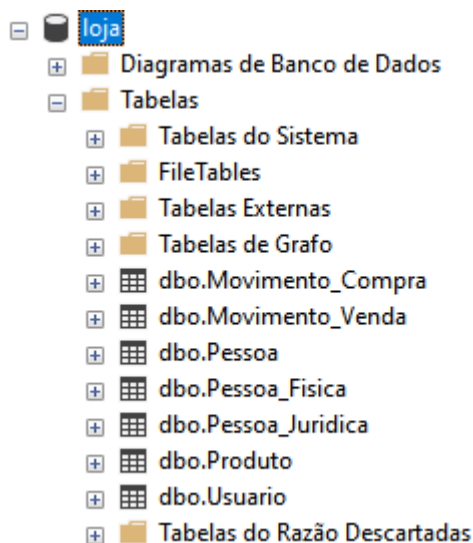 loja
Diagramas de Banco de Dados
Tabelas
Tabelas do Sistema
FileTables
Tabelas Externas
Tabelas de Grafo
dbo.Movimento_Compra
dbo.Movimento_Venda
dbo.Pessoa
dbo.Pessoa_Fisica
dbo.Pessoa_Juridica
dbo.Produto
dbo.Usuario
Tabelas do Razão Descartadas